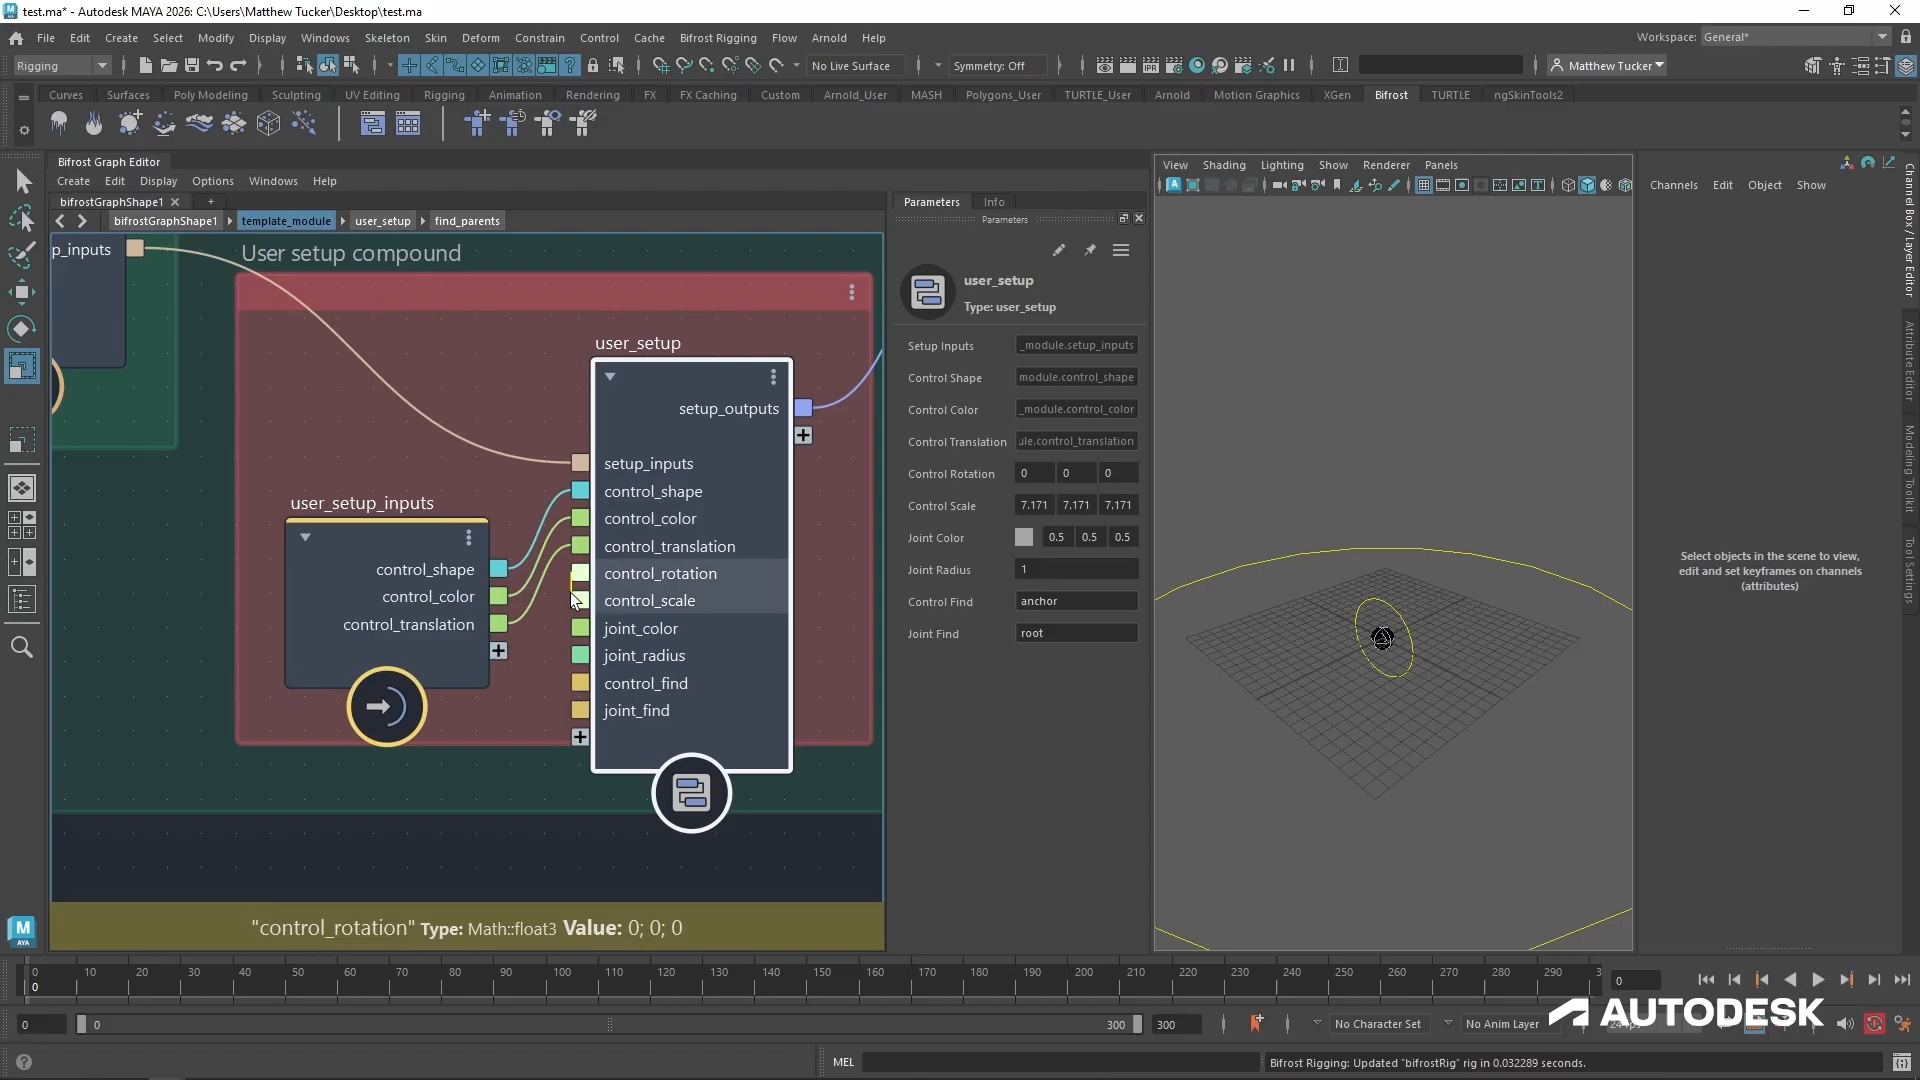 test.ma* - Autodesk MAYA 2026: C:\Users\Matthew Tucker\Desktop\test.ma
File Edit Create Select Modify Display Windows Skeleton Skin Deform Constrain Control Cache Bifrost Rigging Flow Arnold Help
Workspace: General*
Rigging
No Live Surface
Symmetry: Off
Matthew Tucker
Curves Surfaces Poly Modeling Sculpting UV Editing Rigging Animation Rendering FX FX Caching Custom Arnold_User MASH Polygons_User TURTLE_User Arnold Motion Graphics XGen Bifrost TURTLE ngSkinTools2
Bifrost Graph Editor
Create Edit Display Options Windows Help
bifrostGraphShape1
bifrostGraphShape1 template_module user_setup find_parents
p_inputs
User setup compound
user_setup
setup_outputs
setup_inputs
control_shape
control_color
control_translation
control_rotation
control_scale
joint_color
joint_radius
control_find
joint_find
user_setup_inputs
control_shape
control_color
control_translation
"control_rotation" Type: Math::float3 Value: 0; 0; 0
Parameters Info
Parameters
user_setup
Type: user_setup
Setup Inputs _module.setup_inputs
Control Shape module.control_shape
Control Color _module.control_color
Control Translation ule.control_translation
Control Rotation 0 0 0
Control Scale 7.171 7.171 7.171
Joint Color 0.5 0.5 0.5
Joint Radius 1
Control Find anchor
Joint Find root
View Shading Lighting Show Renderer Panels
Channels Edit Object Show
Select objects in the scene to view,
edit and set keyframes on channels
(attributes)
Channel Box / Layer Editor
Attribute Editor
Modeling Toolkit
Tool Settings
M
AYA
0 10 20 30 40 50 60 70 80 90 100 110 120 130 140 150 160 170 180 190 200 210 220 230 240 250 260 270 280 290 3
0
0
0 0 300 300
No Character Set
No Anim Layer
AUTODESK
MEL
Bifrost Rigging: Updated "bifrostRig" rig in 0.032289 seconds.